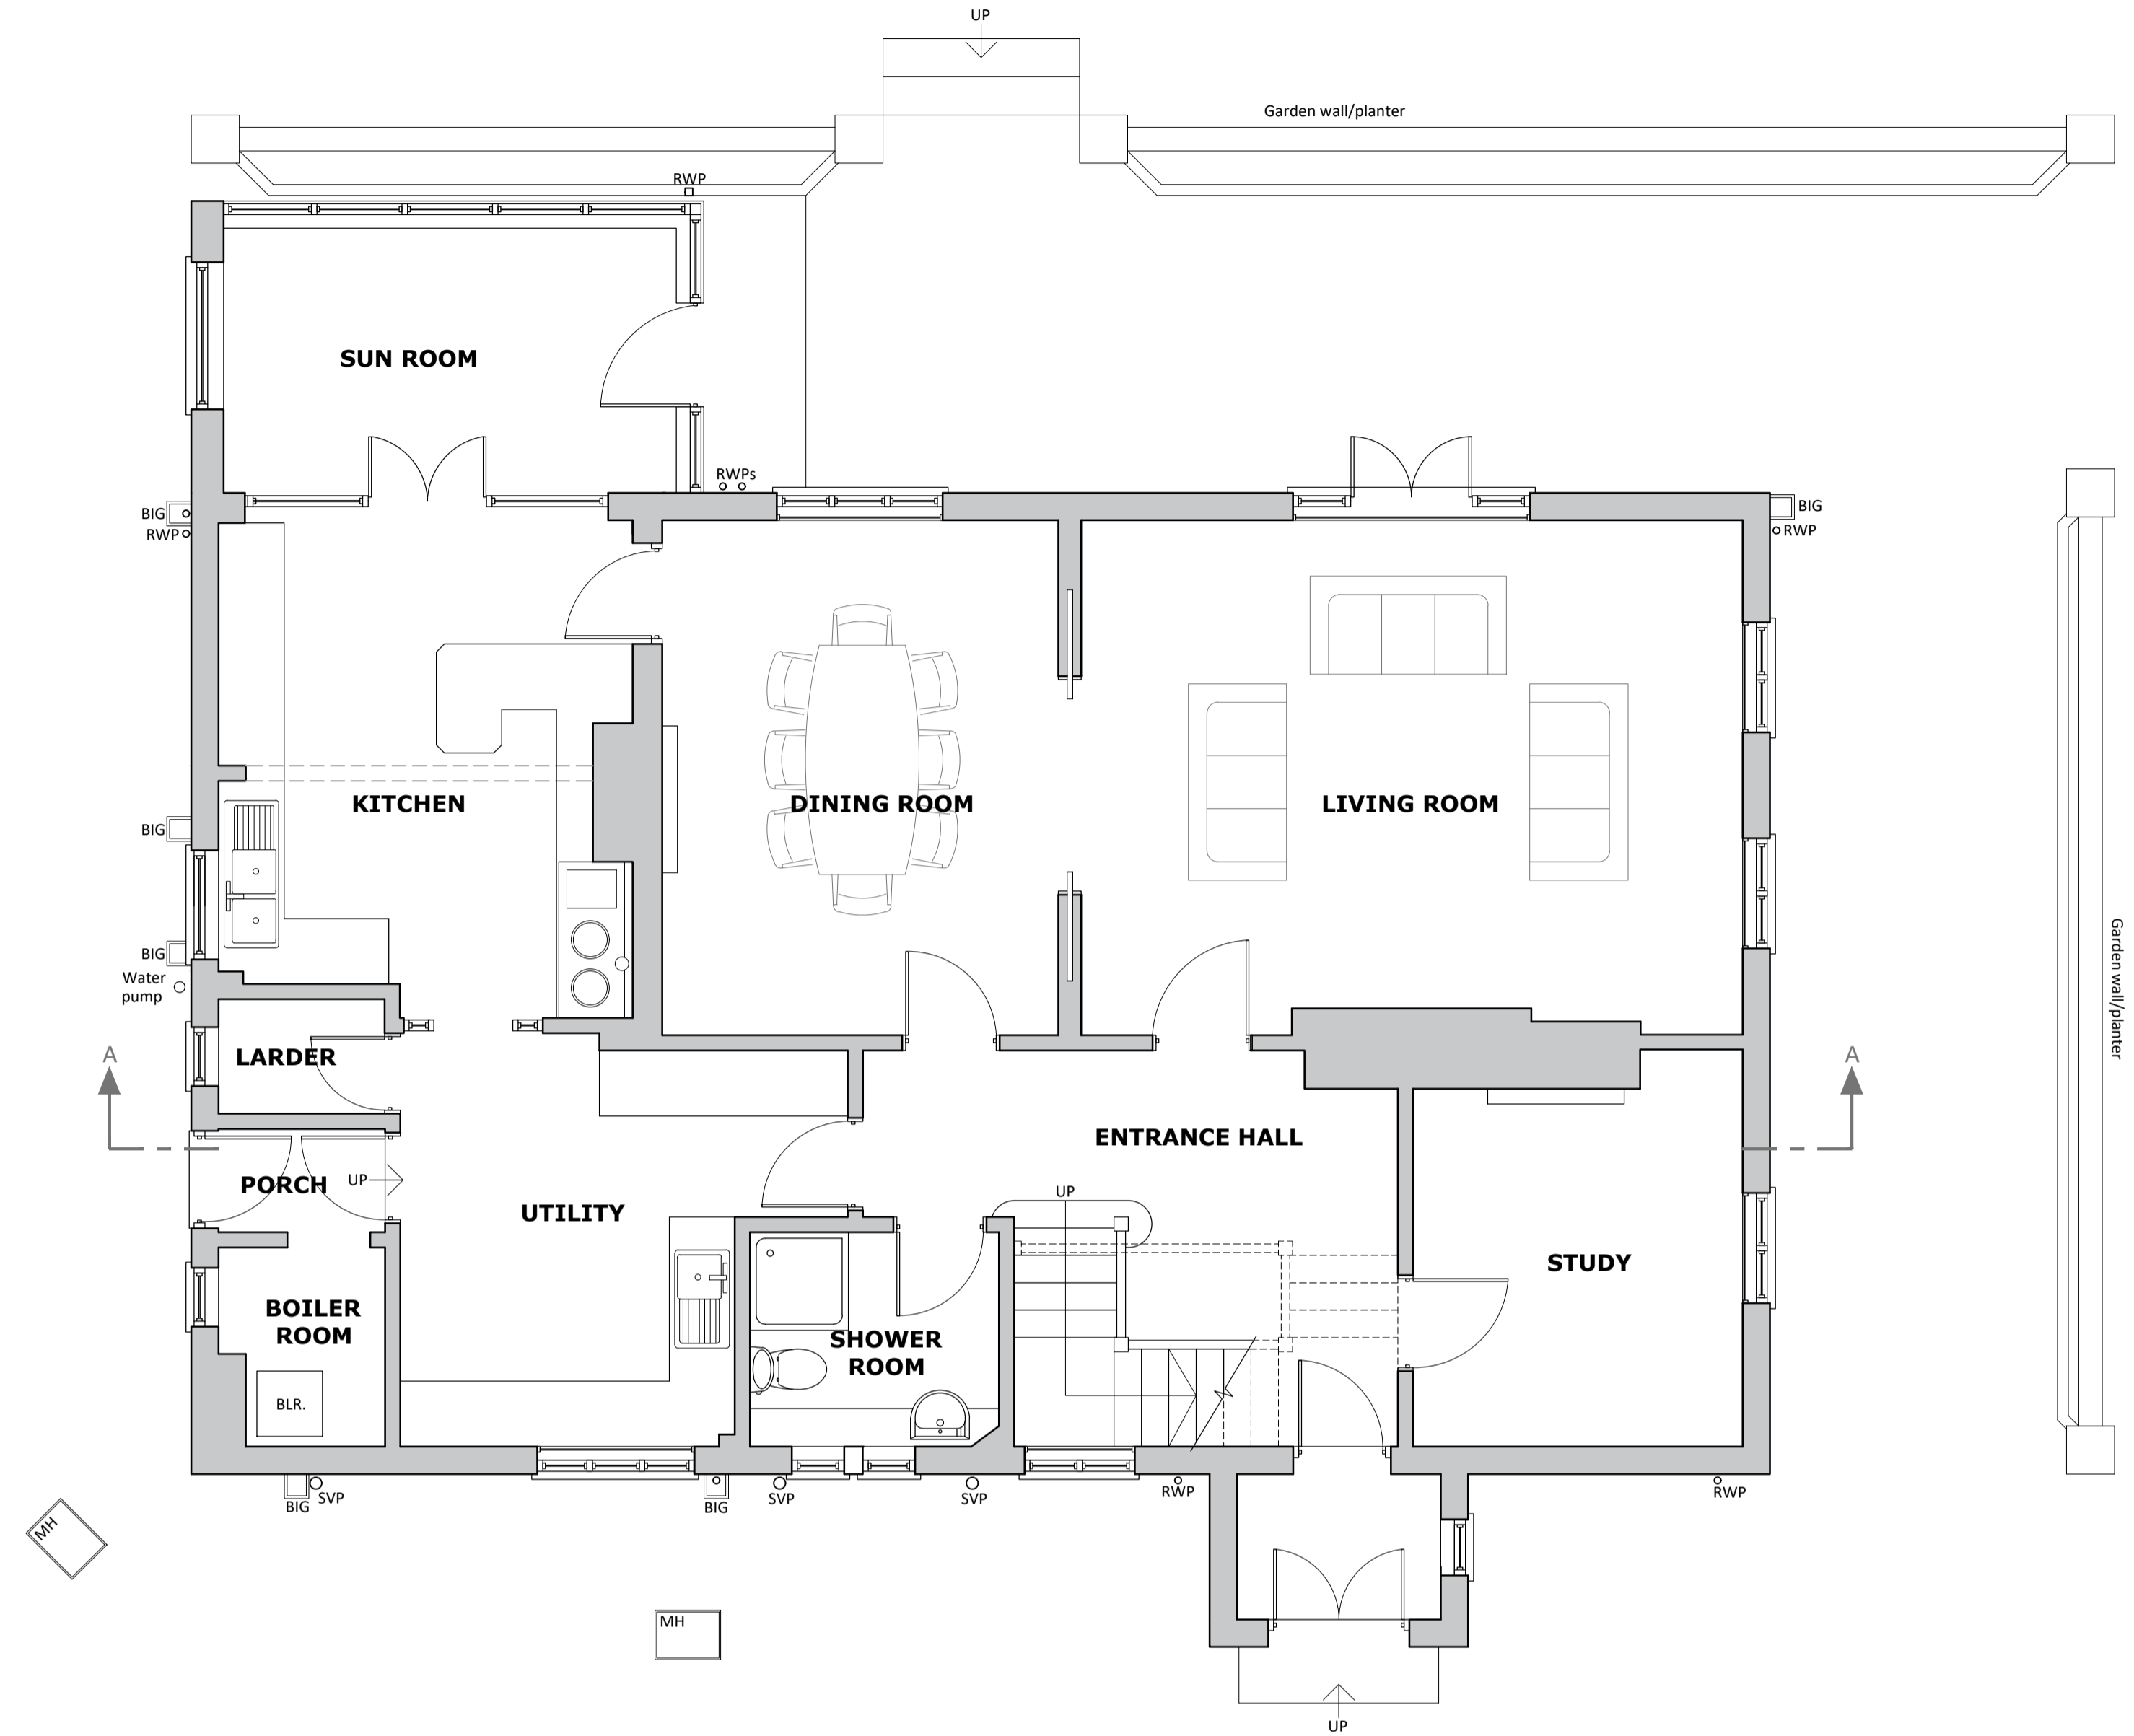 UP
Garden wall/planter
RWP
SUN ROOM
RWPs
BIG
RWP
BIG
RWP
KITCHEN
DINING ROOM
LIVING ROOM
BIG
BIG
Water
pump
Garden wall/planter
LARDER
A
A
ENTRANCE HALL
PORCH
UP
UP
UTILITY
STUDY
BOILER
ROOM
SHOWER
ROOM
BLR.
BIG
SVP
BIG
SVP
SVP
RWP
RWP
MH
MH
UP